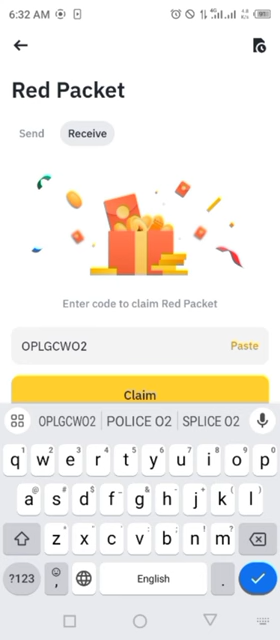 6:32 AM
Red Packet
Send Receive
Enter code to claim Red Packet
OPLGCWO2 Paste
Claim
OPLGCWO2 POLICE O2 SPLICE O2
q w e r t y u i o p
a s d f g h j k l
z x c v b n m
?123 , English .